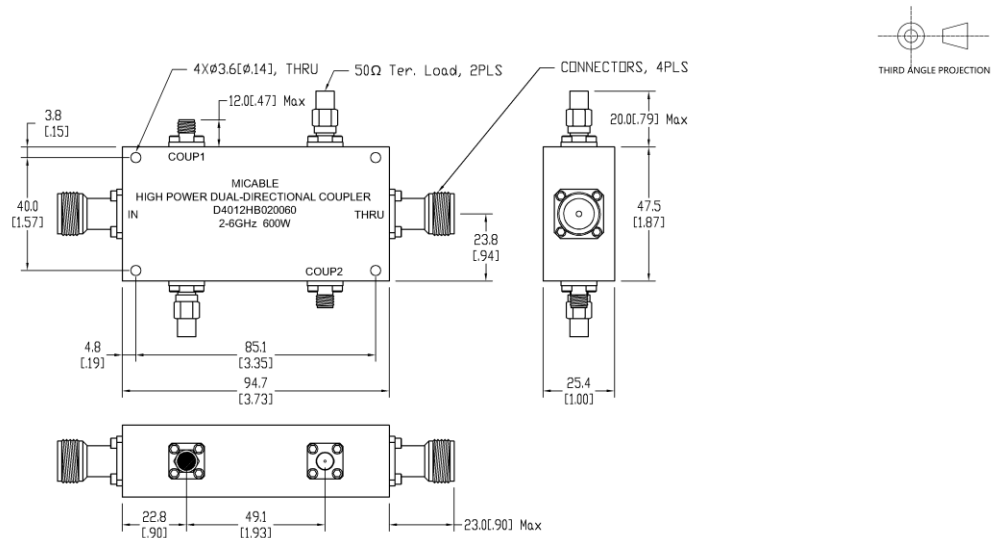 THIRD ANGLE PROJECTION
4XØ3.6[Ø.14], THRU
50Ω Ter. Load, 2PLS
CONNECTORS, 4PLS
12.0[.47] Max
20.0[.79] Max
3.8
[.15]
COUP1
MICABLE
HIGH POWER DUAL-DIRECTIONAL COUPLER
D4012HB020060
2-6GHz 600W
IN
THRU
40.0
[1.57]
47.5
[1.87]
23.8
[.94]
COUP2
4.8
[.19]
85.1
[3.35]
94.7
[3.73]
25.4
[1.00]
22.8
[.90]
49.1
[1.93]
23.0[.90] Max